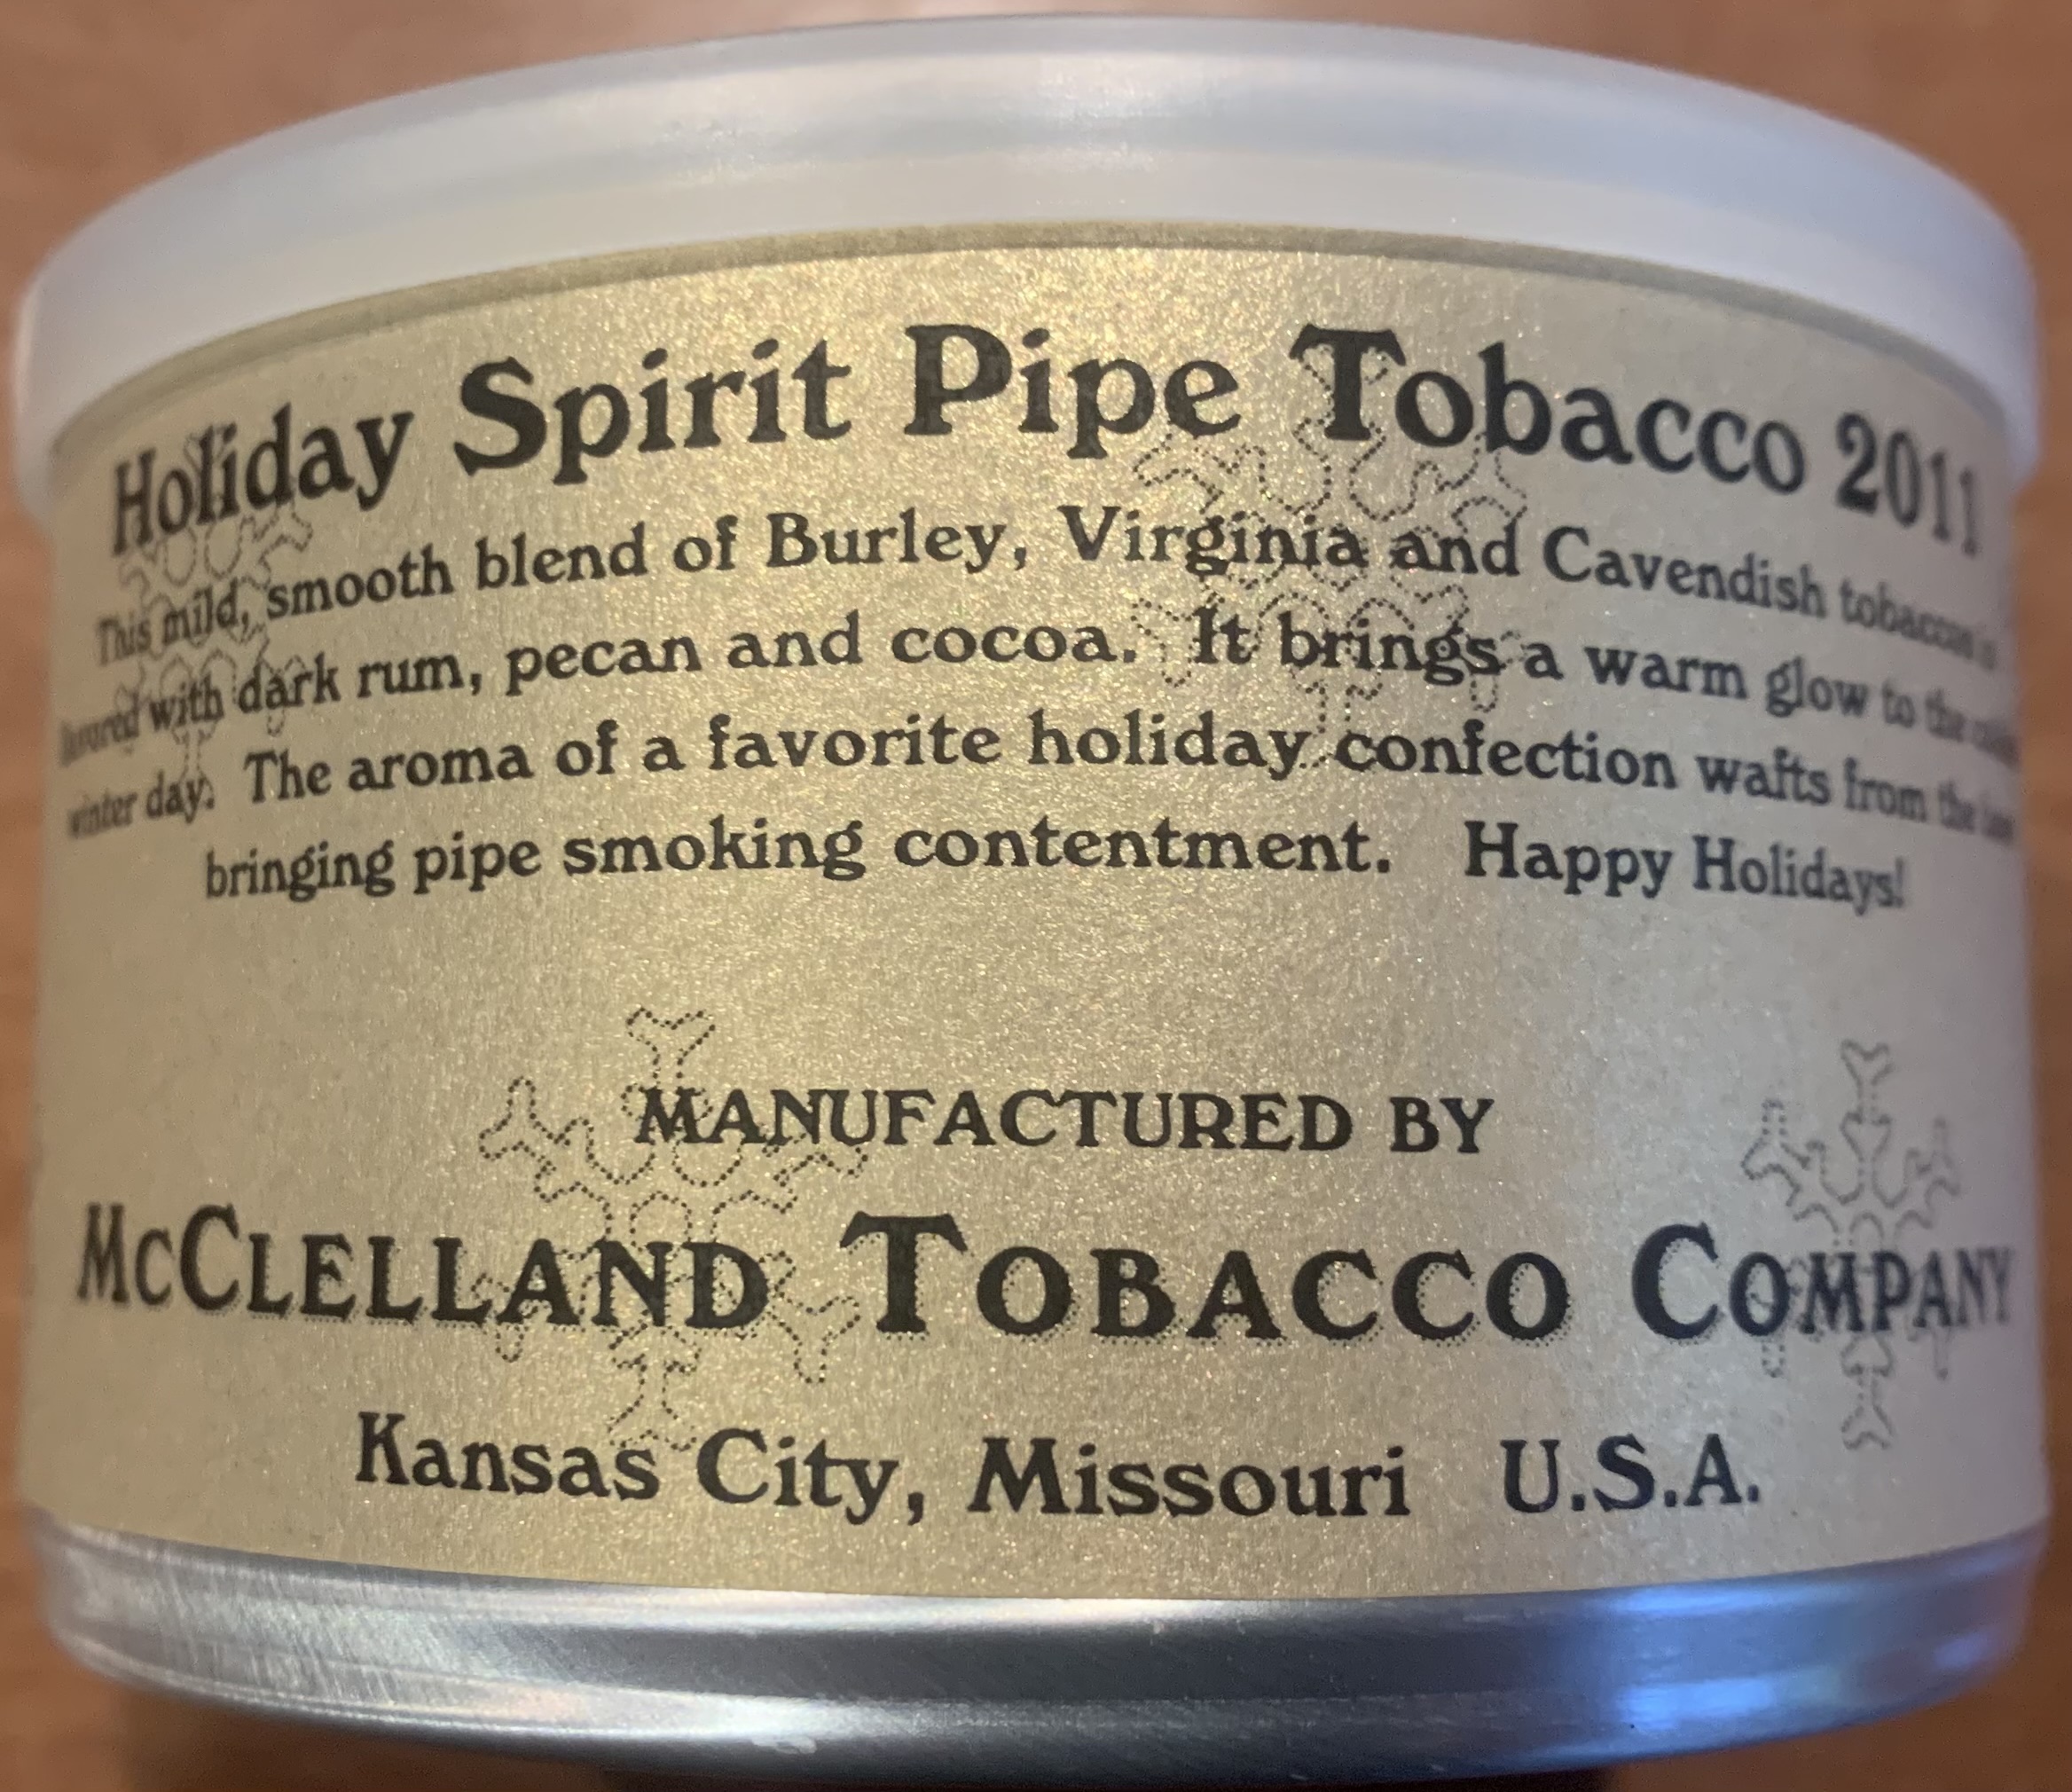 Holiday Spirit Pipe Tobacco 2011
This mild, smooth blend of Burley, Virginia and Cavendish
with dark rum, pecan and cocoa.  It brings a warm glow to the
winter day.  The aroma of a favorite holiday confection wafts from the
bringing pipe smoking contentment.  Happy Holidays!
MANUFACTURED BY
McCLELLAND TOBACCO COMPANY
Kansas City, Missouri  U.S.A.